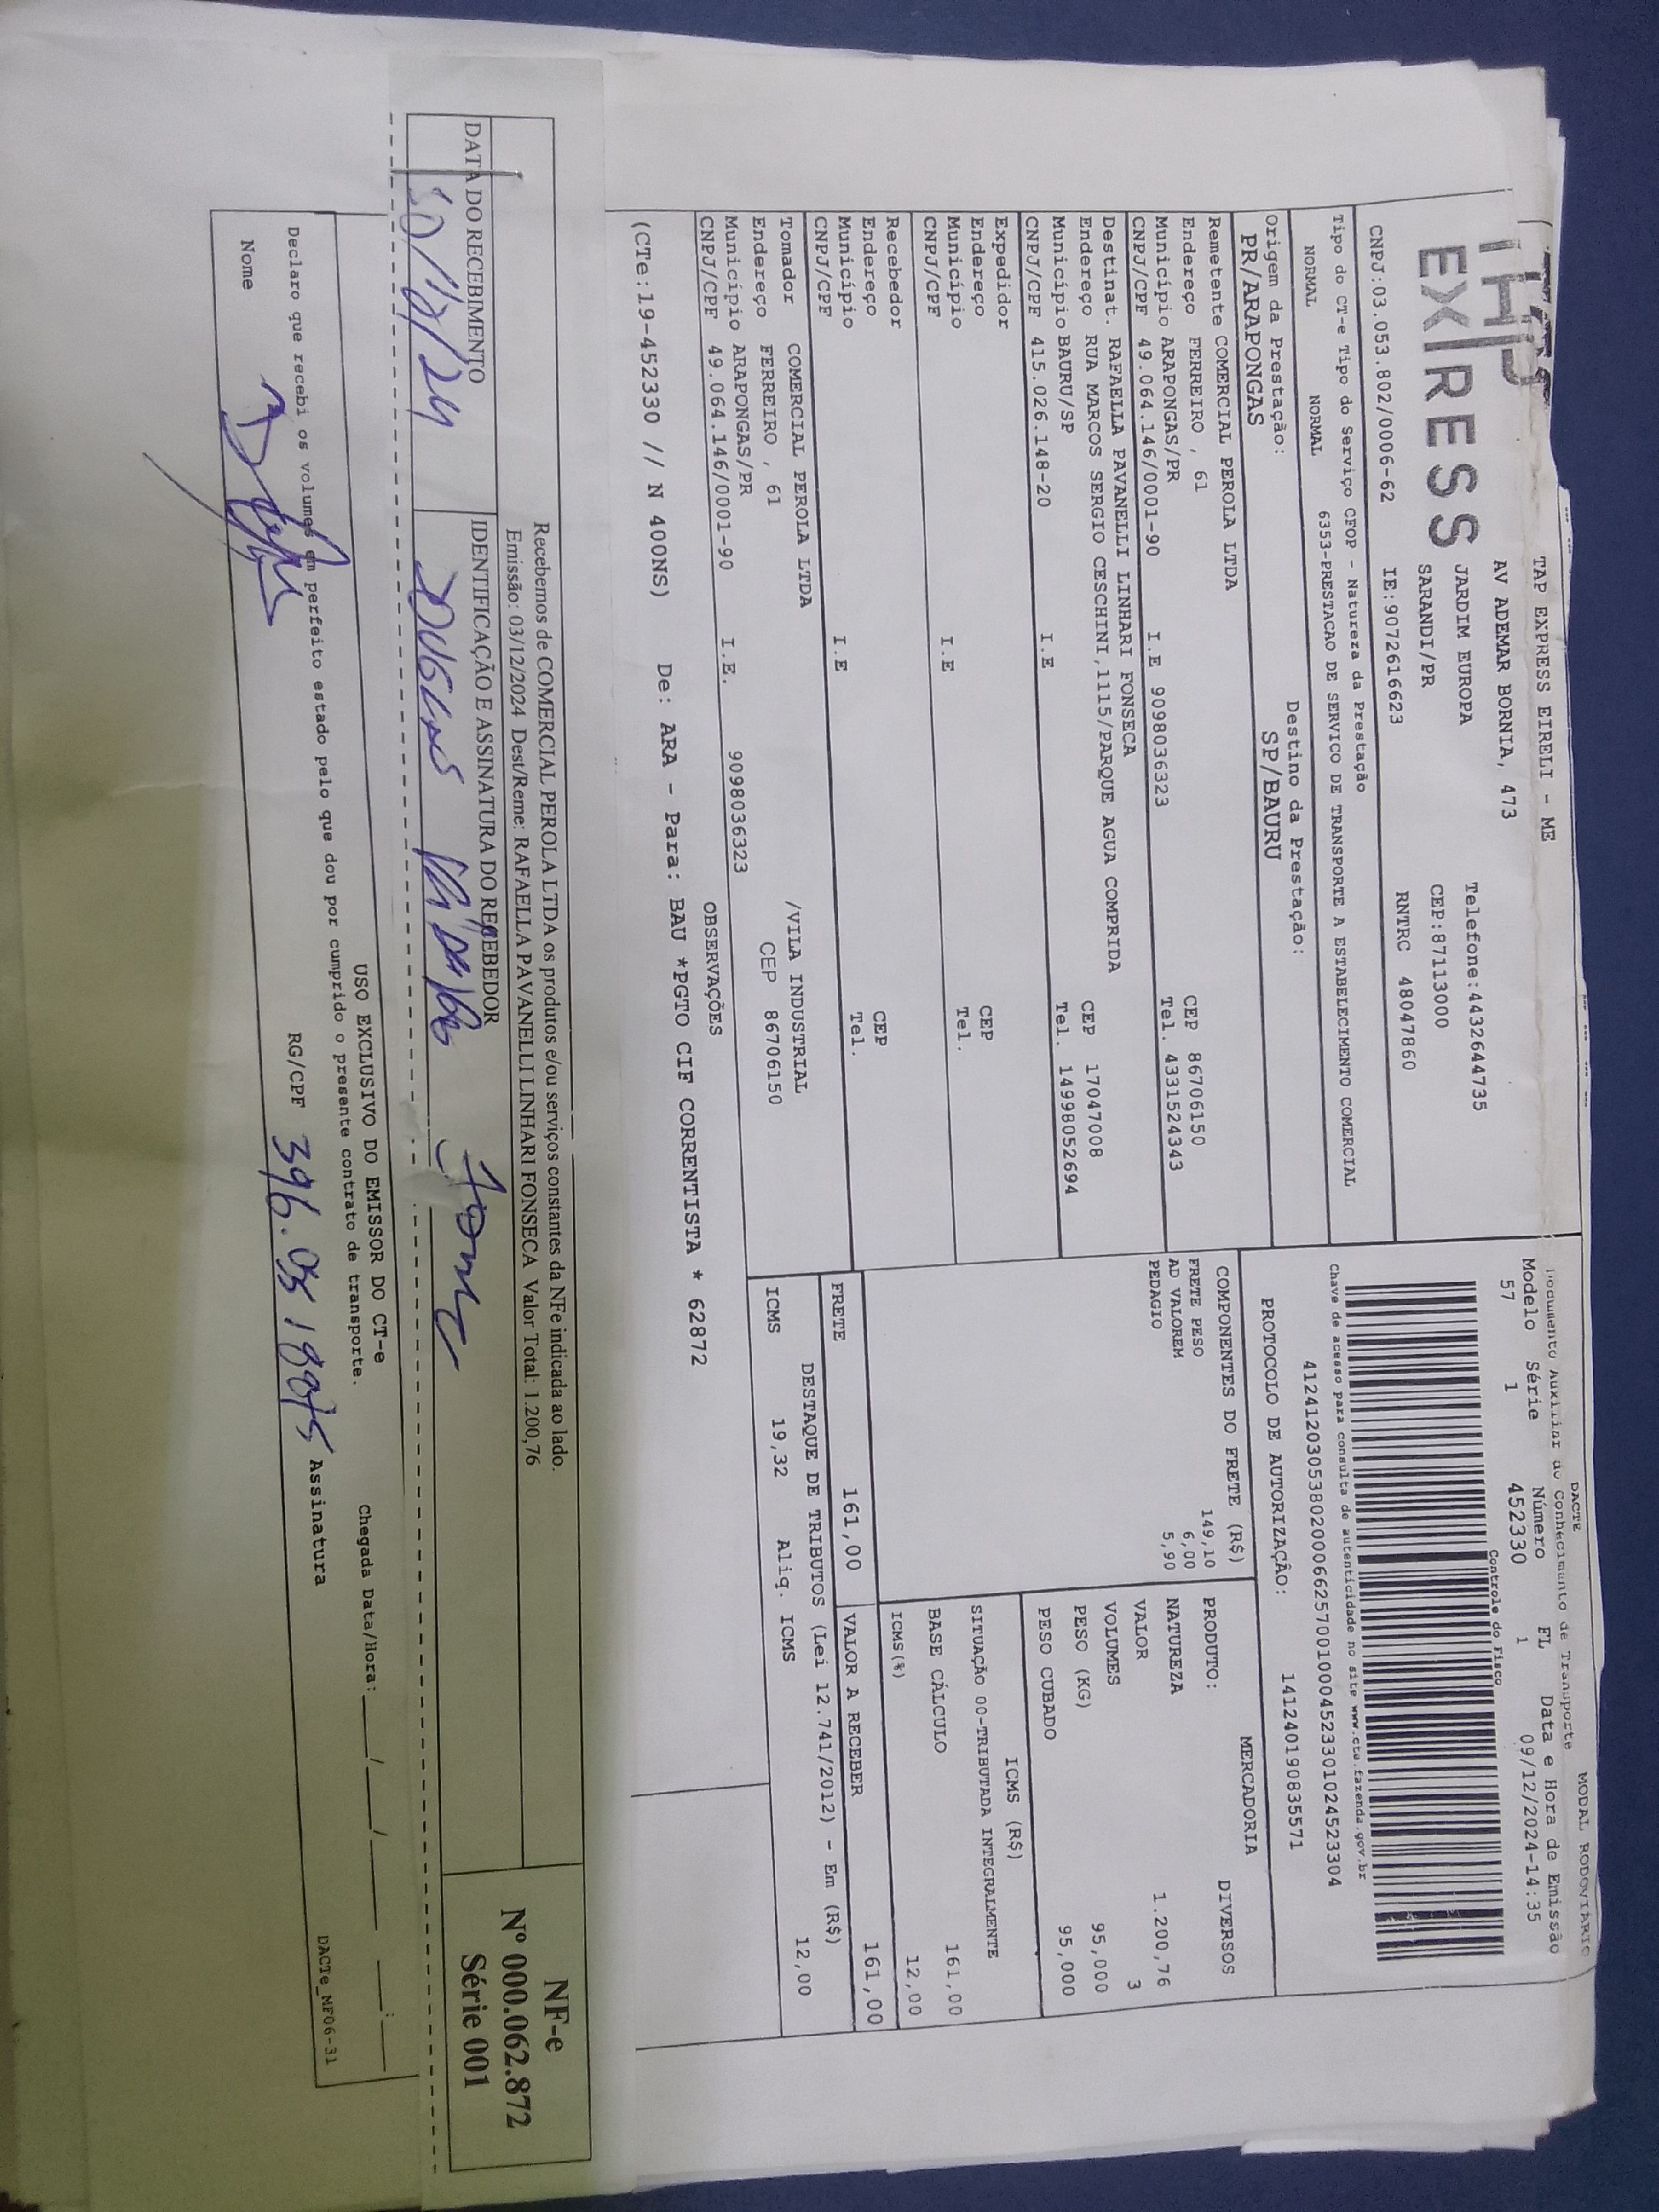 TAP EXPRESS EIRELI - ME
AV ADEMAR BORNIA, 473
JARDIM EUROPA
SARANDI/PR
Telefone:4432644735
CEP:87113000
EX RESS
CNPJ:03.053.802/0006-62 IE:9072616623 RNTRC 48047860
MODAL RODOVIÁRIO
DACTE
Documento Auxiliar do Conhecimento de Transporte
Modelo Série Número FL Data e Hora de Emissão
57 1 452330 1 09/12/2024-14:35
Controle do Fisco
Chave de acesso para consulta de autenticidade no site www.cte.fazenda.gov.br
41241203053802000662570010004523301024523304
PROTOCOLO DE AUTORIZAÇÃO: 141240190835571
Tipo do CT-e Tipo do Serviço CFOP - Natureza da Prestação
NORMAL NORMAL 6353-PRESTACAO DE SERVICO DE TRANSPORTE A ESTABELECIMENTO COMERCIAL
Origem da Prestação: Destino da Prestação:
PR/ARAPONGAS SP/BAURU
Remetente COMERCIAL PEROLA LTDA
Endereço FERREIRO , 61 CEP 86706150
Município ARAPONGAS/PR Tel. 4331524343
CNPJ/CPF 49.064.146/0001-90 I.E 9098036323
Destinat. RAFAELLA PAVANELLI LINHARI FONSECA
Endereço RUA MARCOS SERGIO CESCHINI,1115/PARQUE AGUA COMPRIDA CEP 17047008
Município BAURU/SP Tel. 14998052694
CNPJ/CPF 415.026.148-20 I.E
Expedidor
Endereço CEP
Município Tel.
CNPJ/CPF I.E
Recebedor
Endereço CEP
Município Tel.
CNPJ/CPF I.E
Tomador COMERCIAL PEROLA LTDA
Endereço FERREIRO , 61 /VILA INDUSTRIAL
Município ARAPONGAS/PR CEP 86706150
CNPJ/CPF 49.064.146/0001-90 I.E. 9098036323
COMPONENTES DO FRETE (R$)
FRETE PESO 149,10
AD VALOREM 6,00
PEDAGIO 5,90
MERCADORIA
PRODUTO: DIVERSOS
NATUREZA
VALOR 1.200,76
VOLUMES 3
PESO (KG) 95,000
PESO CUBADO 95,000
ICMS (R$)
SITUAÇÃO 00-TRIBUTADA INTEGRALMENTE
BASE CÁLCULO 161,00
ICMS(%) 12,00
FRETE 161,00 VALOR A RECEBER 161,00
DESTAQUE DE TRIBUTOS (Lei 12.741/2012) - Em (R$)
ICMS 19,32 Aliq. ICMS 12,00
OBSERVAÇÕES
(CTe:19-452330 // N 400NS) De: ARA - Para: BAU *PGTO CIF CORRENTISTA * 62872
Recebemos de COMERCIAL PEROLA LTDA os produtos e/ou serviços constantes da NFe indicada ao lado.
Emissão: 03/12/2024 Dest/Reme: RAFAELLA PAVANELLI LINHARI FONSECA Valor Total: 1.200,76
DATA DO RECEBIMENTO IDENTIFICAÇÃO E ASSINATURA DO RECEBEDOR
NF-e
Nº 000.062.872
Série 001
USO EXCLUSIVO DO EMISSOR DO CT-e
Declaro que recebi os volumes em perfeito estado pelo que dou por cumprido o presente contrato de transporte.
Chegada Data/Hora:____/____/______ ___:___
Nome RG/CPF Assinatura
DACTe_MF06-31